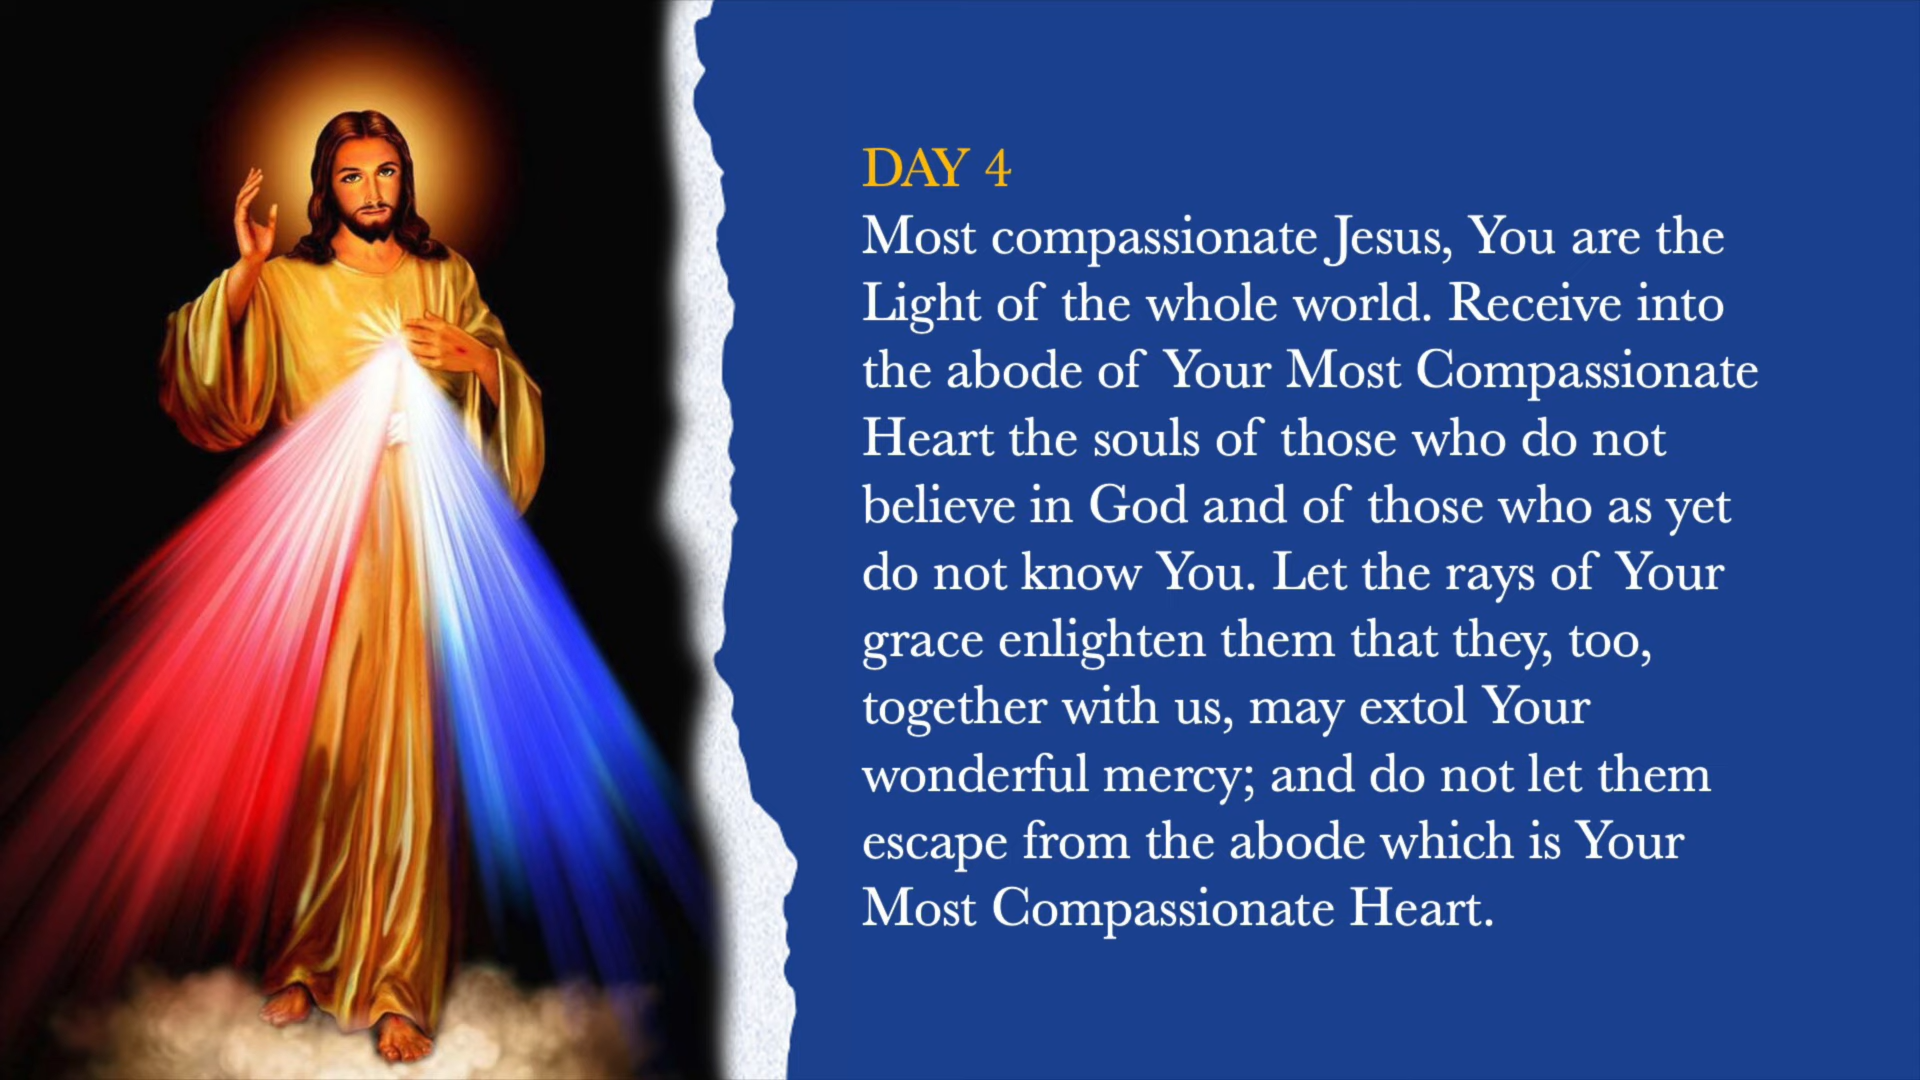 DAY 4
Most compassionate Jesus, You are the
Light of the whole world. Receive into
the abode of Your Most Compassionate
Heart the souls of those who do not
believe in God and of those who as yet
do not know You. Let the rays of Your
grace enlighten them that they, too,
together with us, may extol Your
wonderful mercy; and do not let them
escape from the abode which is Your
Most Compassionate Heart.